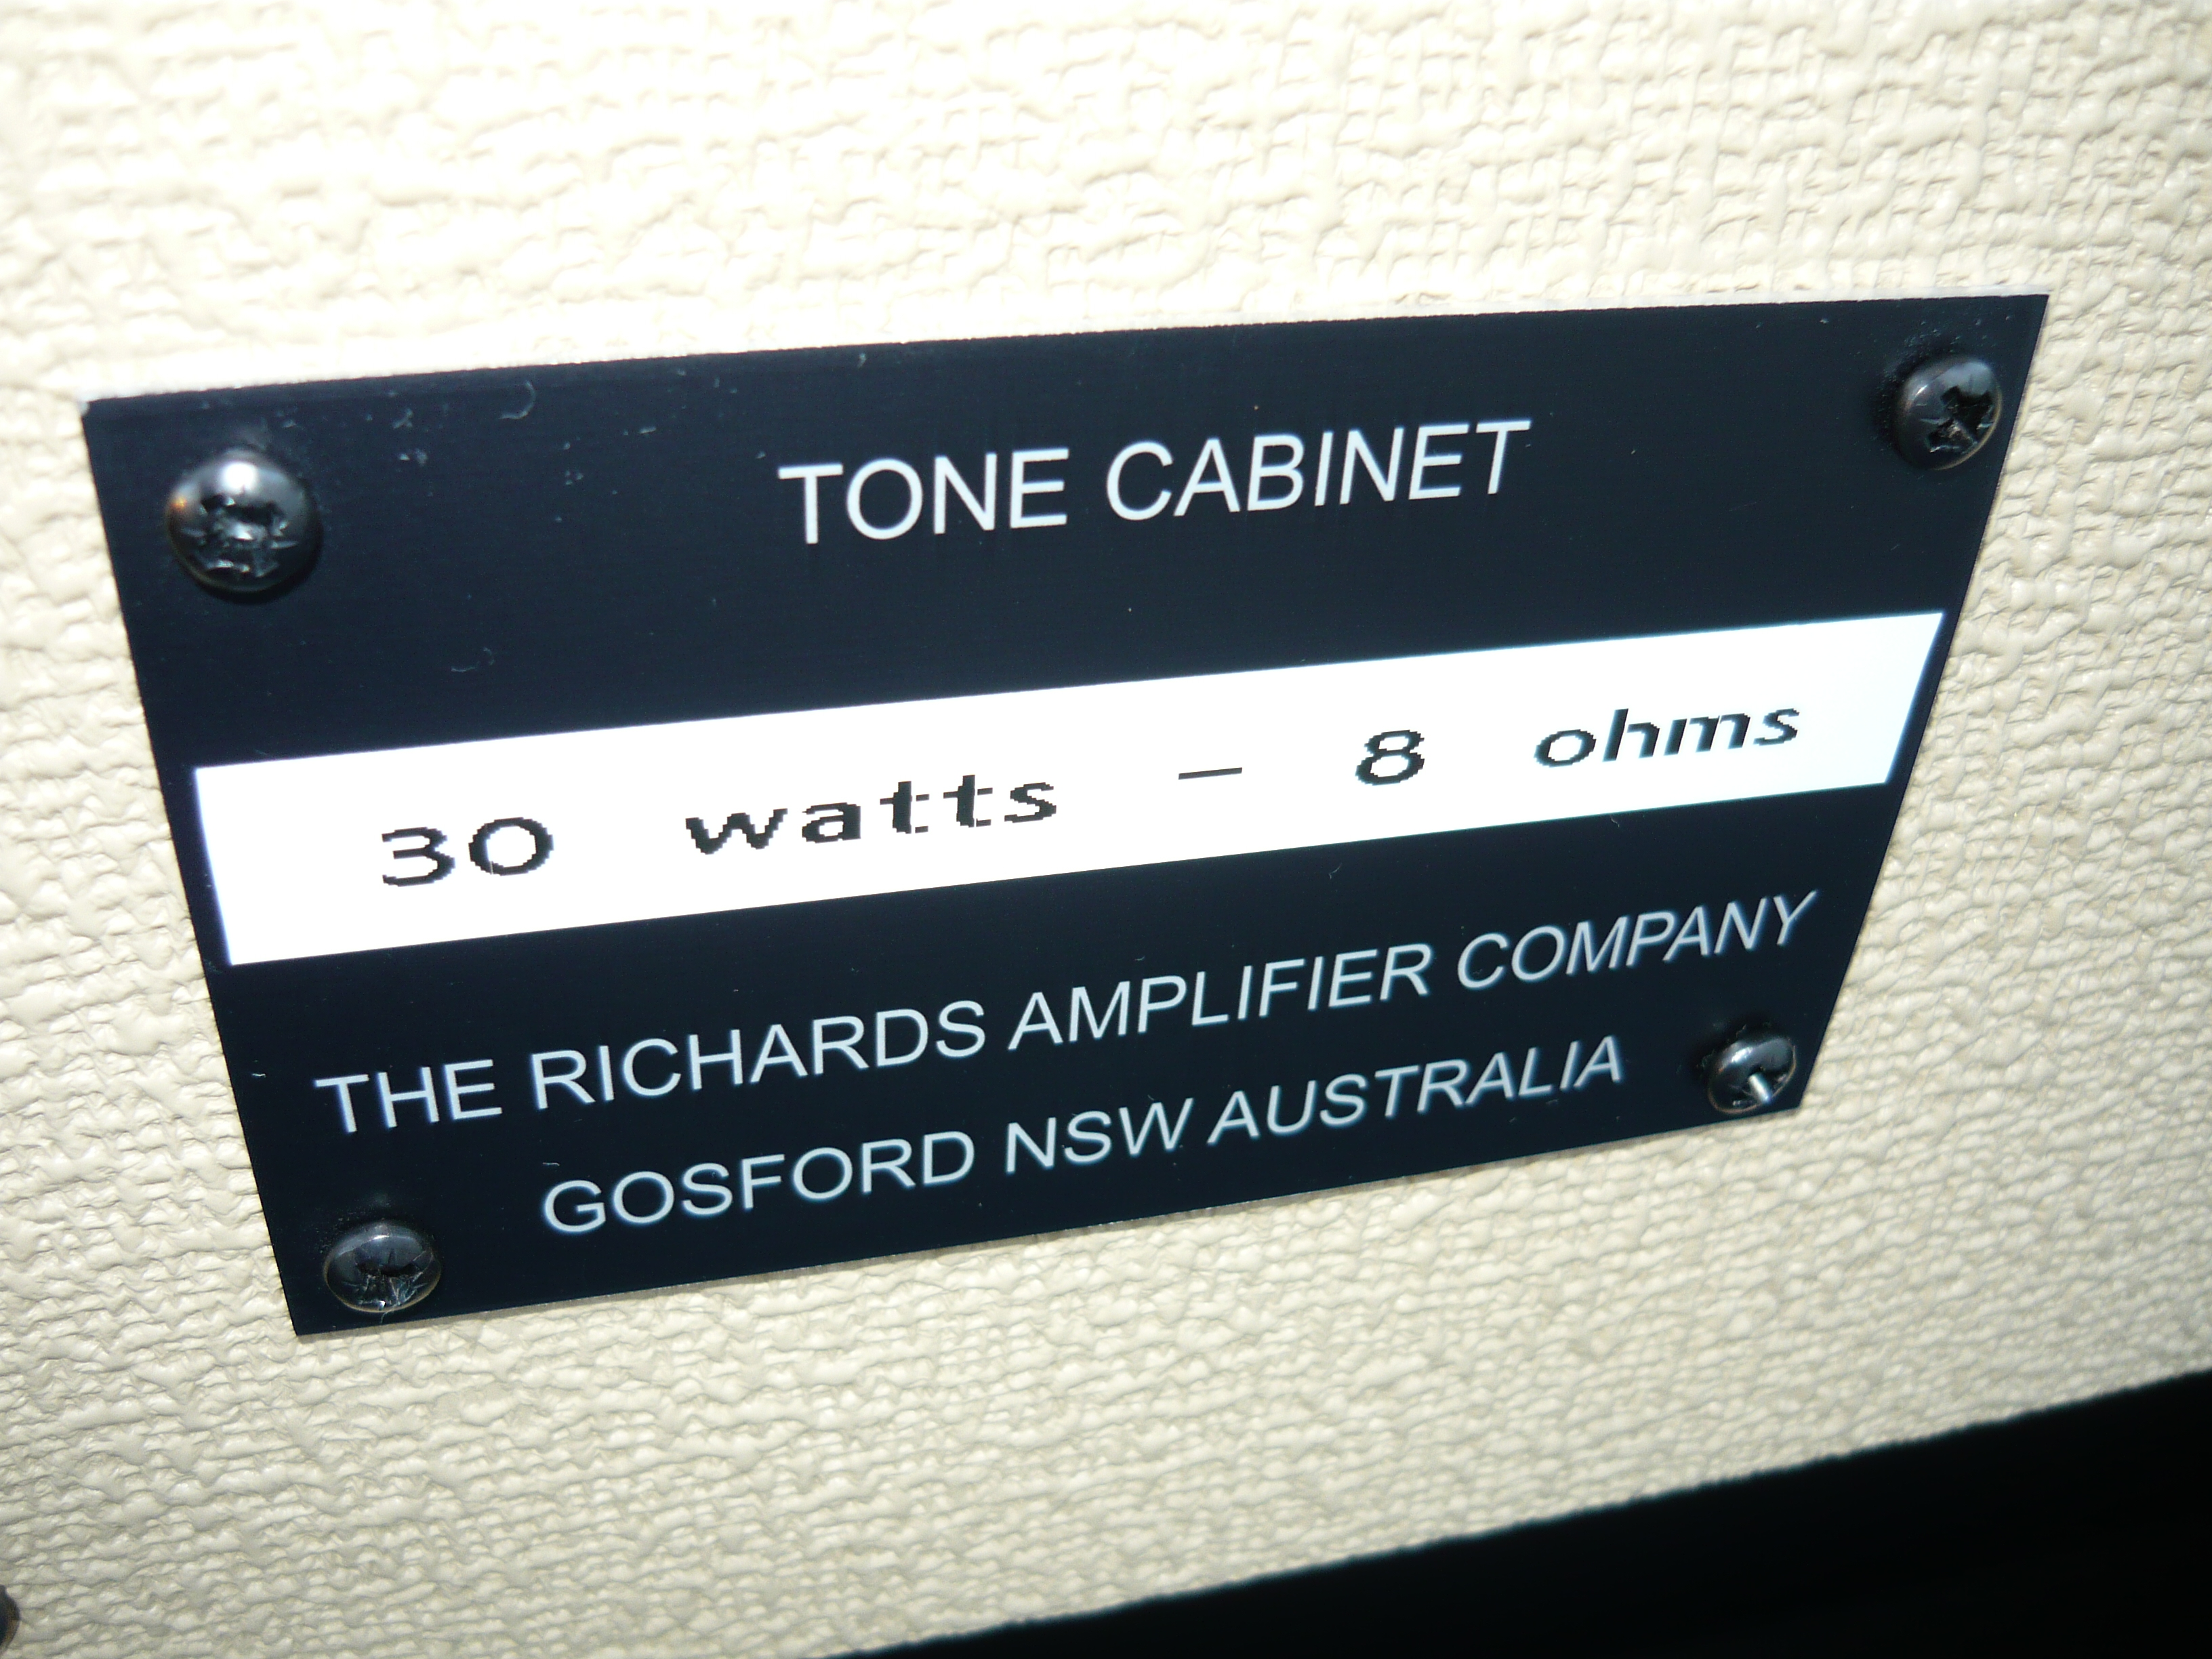 TONE CABINET
30 watts – 8 ohms
THE RICHARDS AMPLIFIER COMPANY
GOSFORD NSW AUSTRALIA